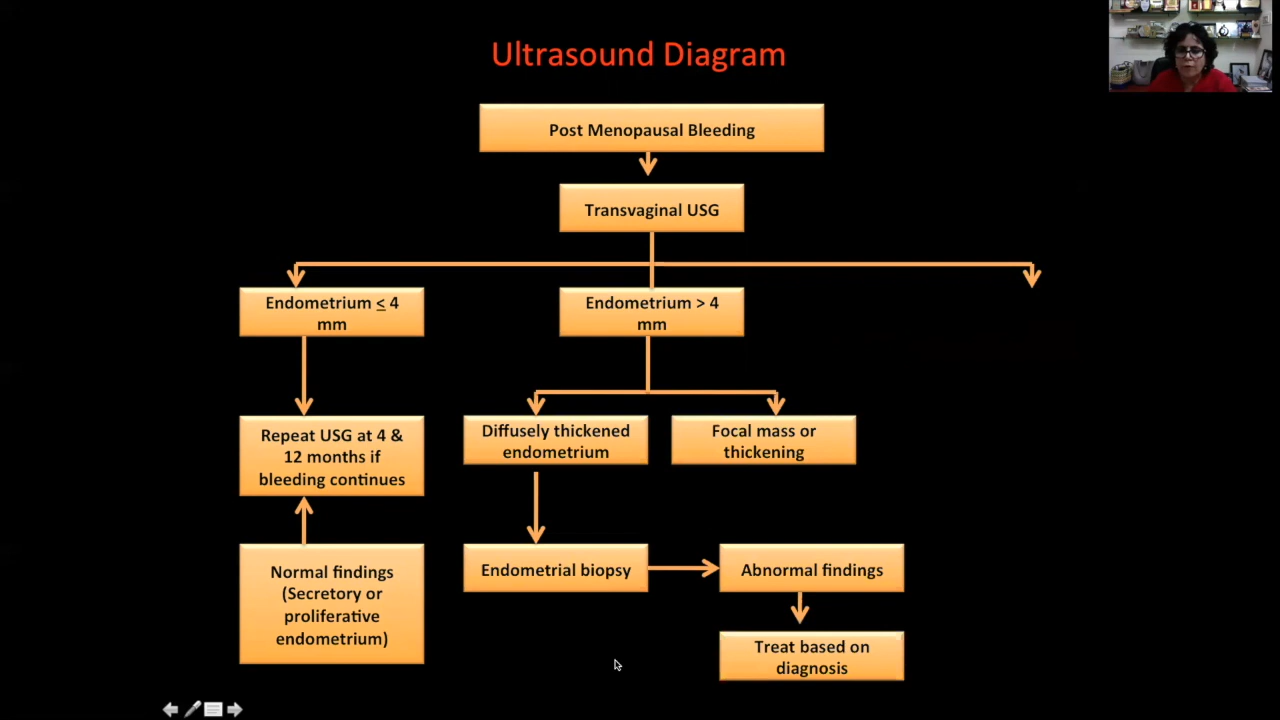 Ultrasound Diagram
Post Menopausal Bleeding
Transvaginal USG
Endometrium ≤ 4
mm
Endometrium > 4
mm
Repeat USG at 4 &
12 months if
bleeding continues
Diffusely thickened
endometrium
Focal mass or
thickening
Normal findings
(Secretory or
proliferative
endometrium)
Endometrial biopsy
Abnormal findings
Treat based on
diagnosis